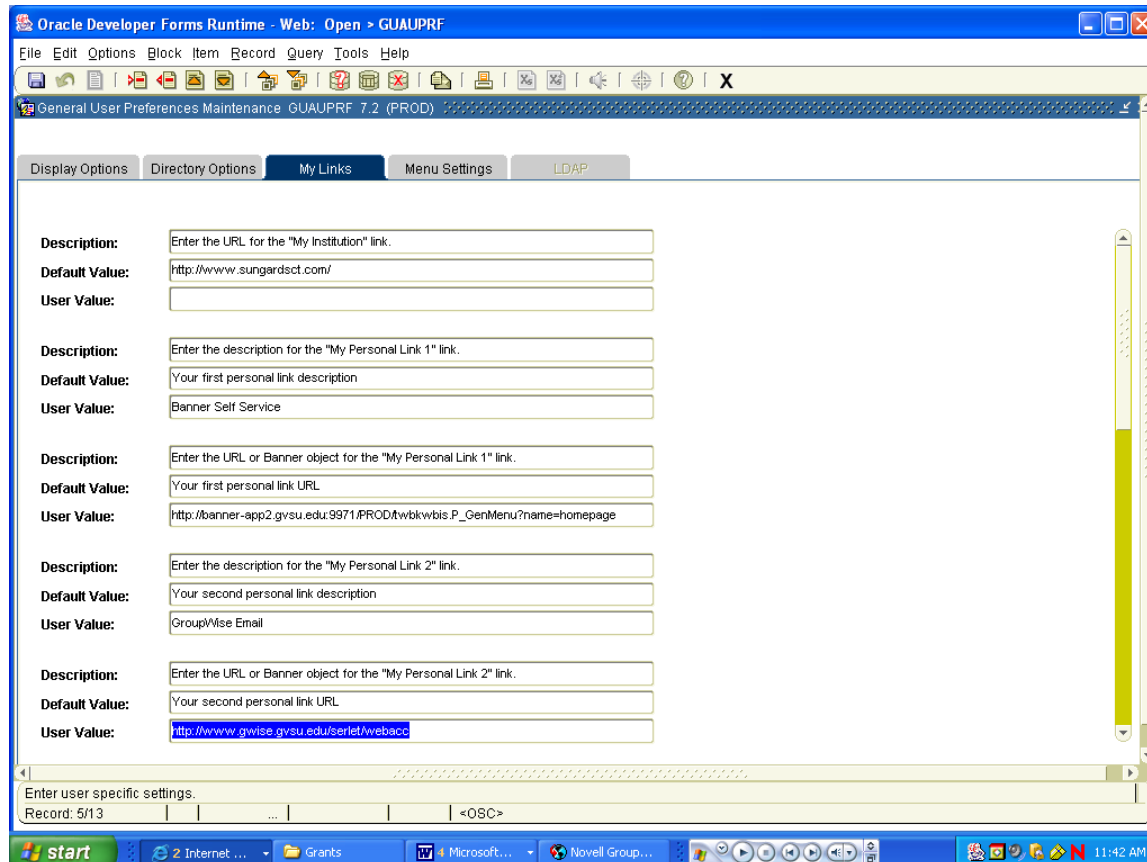 Oracle Developer Forms Runtime - Web: Open > GUAUPRF
File Edit Options Block Item Record Query Tools Help
X
General User Preferences Maintenance GUAUPRF 7.2 (PROD)
Display Options Directory Options My Links Menu Settings LDAP
Description: Enter the URL for the "My Institution" link.
Default Value: http://www.sungardsct.com/
User Value:
Description: Enter the description for the "My Personal Link 1" link.
Default Value: Your first personal link description
User Value: Banner Self Service
Description: Enter the URL or Banner object for the "My Personal Link 1" link.
Default Value: Your first personal link URL
User Value: http://banner-app2.gvsu.edu:9971/PROD/twbkwbis.P_GenMenu?name=homepage
Description: Enter the description for the "My Personal Link 2" link.
Default Value: Your second personal link description
User Value: GroupWise Email
Description: Enter the URL or Banner object for the "My Personal Link 2" link.
Default Value: Your second personal link URL
User Value: http://www.gwise.gvsu.edu/serlet/webacc
Enter user specific settings.
Record: 5/13 ... <OSC>
start 2 Internet ... Grants 4 Microsoft... Novell Group... N 11:42 AM